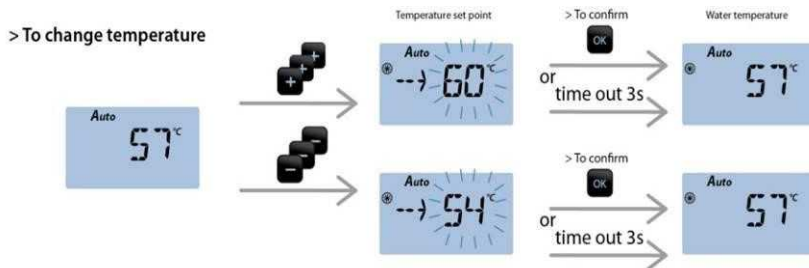 > To change temperature
Auto
57°C
+ + +
- - -
Temperature set point
Auto
60°C
> To confirm
OK
or
time out 3s
Water temperature
Auto
57°C
Auto
54°C
> To confirm
OK
or
time out 3s
Auto
57°C